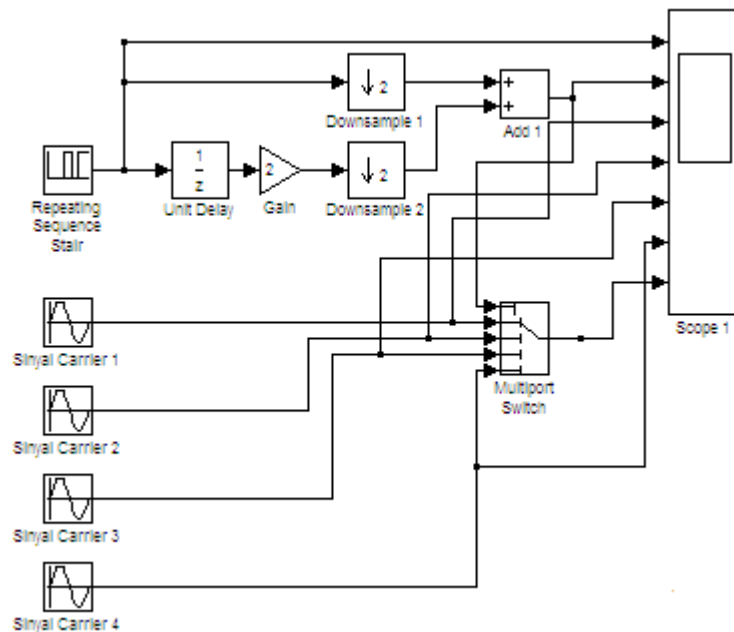 2
Downsample 1
+
+
Add 1
Repeating
Sequence
Stair
1
z
Unit Delay
2
Gain
2
Downsample 2
Scope 1
Sinyal Carrier 1
Multiport
Switch
Sinyal Carrier 2
Sinyal Carrier 3
Sinyal Carrier 4